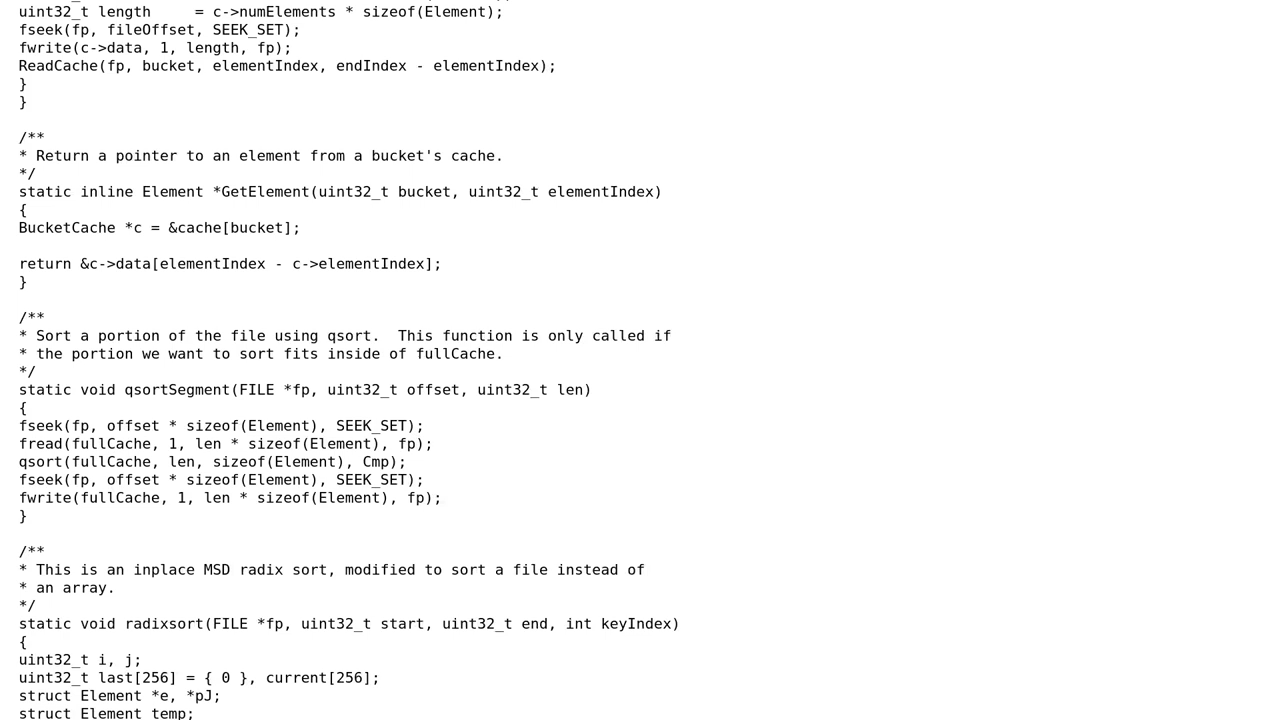 uint32_t length     = c->numElements * sizeof(Element);
fseek(fp, fileOffset, SEEK_SET);
fwrite(c->data, 1, length, fp);
ReadCache(fp, bucket, elementIndex, endIndex - elementIndex);
}
}

/**
* Return a pointer to an element from a bucket's cache.
*/
static inline Element *GetElement(uint32_t bucket, uint32_t elementIndex)
{
BucketCache *c = &cache[bucket];

return &c->data[elementIndex - c->elementIndex];
}

/**
* Sort a portion of the file using qsort.  This function is only called if
* the portion we want to sort fits inside of fullCache.
*/
static void qsortSegment(FILE *fp, uint32_t offset, uint32_t len)
{
fseek(fp, offset * sizeof(Element), SEEK_SET);
fread(fullCache, 1, len * sizeof(Element), fp);
qsort(fullCache, len, sizeof(Element), Cmp);
fseek(fp, offset * sizeof(Element), SEEK_SET);
fwrite(fullCache, 1, len * sizeof(Element), fp);
}

/**
* This is an inplace MSD radix sort, modified to sort a file instead of
* an array.
*/
static void radixsort(FILE *fp, uint32_t start, uint32_t end, int keyIndex)
{
uint32_t i, j;
uint32_t last[256] = { 0 }, current[256];
struct Element *e, *pJ;
struct Element temp;